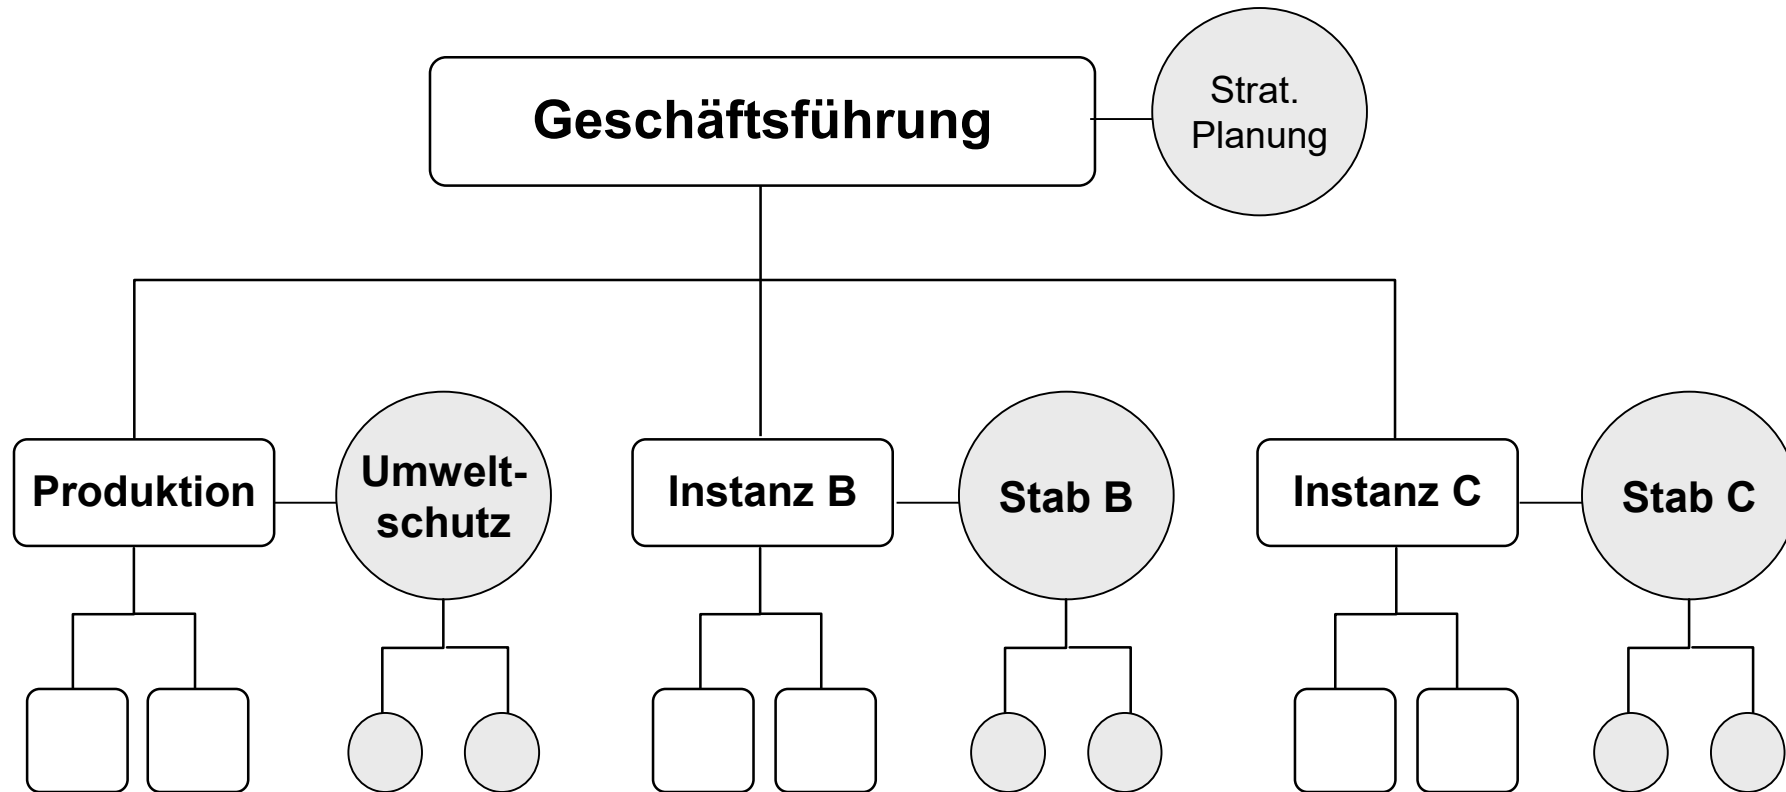 Geschäftsführung
Strat.
Planung
Produktion
Umwelt-
schutz
Instanz B
Stab B
Instanz C
Stab C